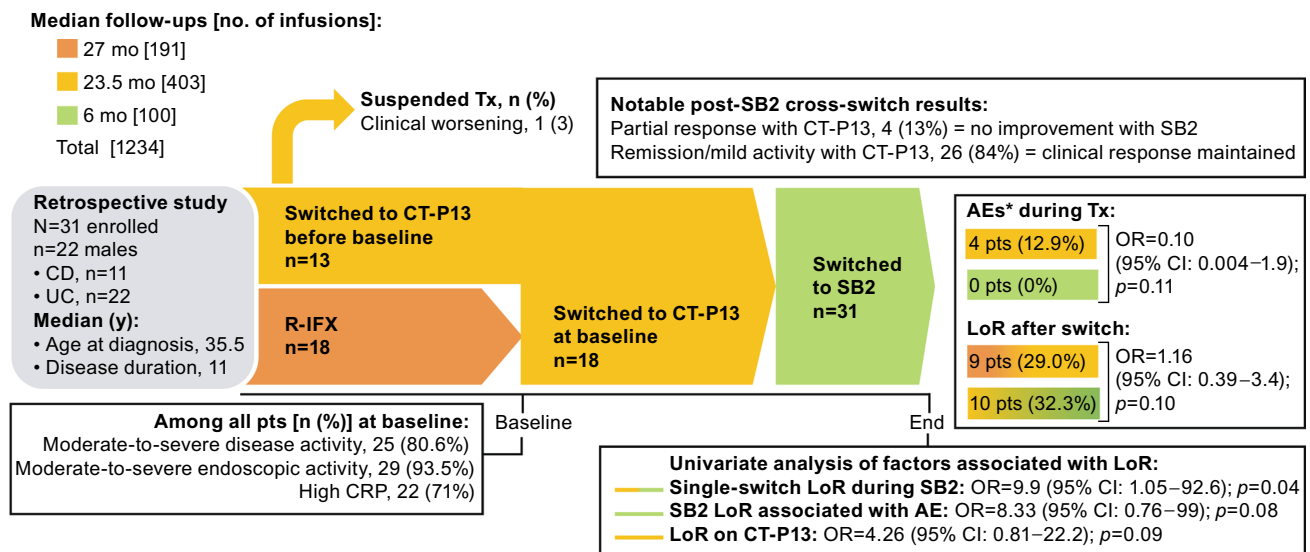 Median follow-ups [no. of infusions]:
27 mo [191]
23.5 mo [403]
6 mo [100]
Total [1234]
Suspended Tx, n (%)
Clinical worsening, 1 (3)
Notable post-SB2 cross-switch results:
Partial response with CT-P13, 4 (13%) = no improvement with SB2
Remission/mild activity with CT-P13, 26 (84%) = clinical response maintained
Retrospective study
N=31 enrolled
n=22 males
• CD, n=11
• UC, n=22
Median (y):
• Age at diagnosis, 35.5
• Disease duration, 11
Switched to CT-P13
before baseline
n=13
R-IFX
n=18
Switched to CT-P13
at baseline
n=18
Switched
to SB2
n=31
AEs* during Tx:
4 pts (12.9%)
0 pts (0%)
OR=0.10
(95% CI: 0.004–1.9);
p=0.11
LoR after switch:
9 pts (29.0%)
10 pts (32.3%)
OR=1.16
(95% CI: 0.39–3.4);
p=0.10
Baseline
End
Among all pts [n (%)] at baseline:
Moderate-to-severe disease activity, 25 (80.6%)
Moderate-to-severe endoscopic activity, 29 (93.5%)
High CRP, 22 (71%)
Univariate analysis of factors associated with LoR:
Single-switch LoR during SB2: OR=9.9 (95% CI: 1.05–92.6); p=0.04
SB2 LoR associated with AE: OR=8.33 (95% CI: 0.76–99); p=0.08
LoR on CT-P13: OR=4.26 (95% CI: 0.81–22.2); p=0.09